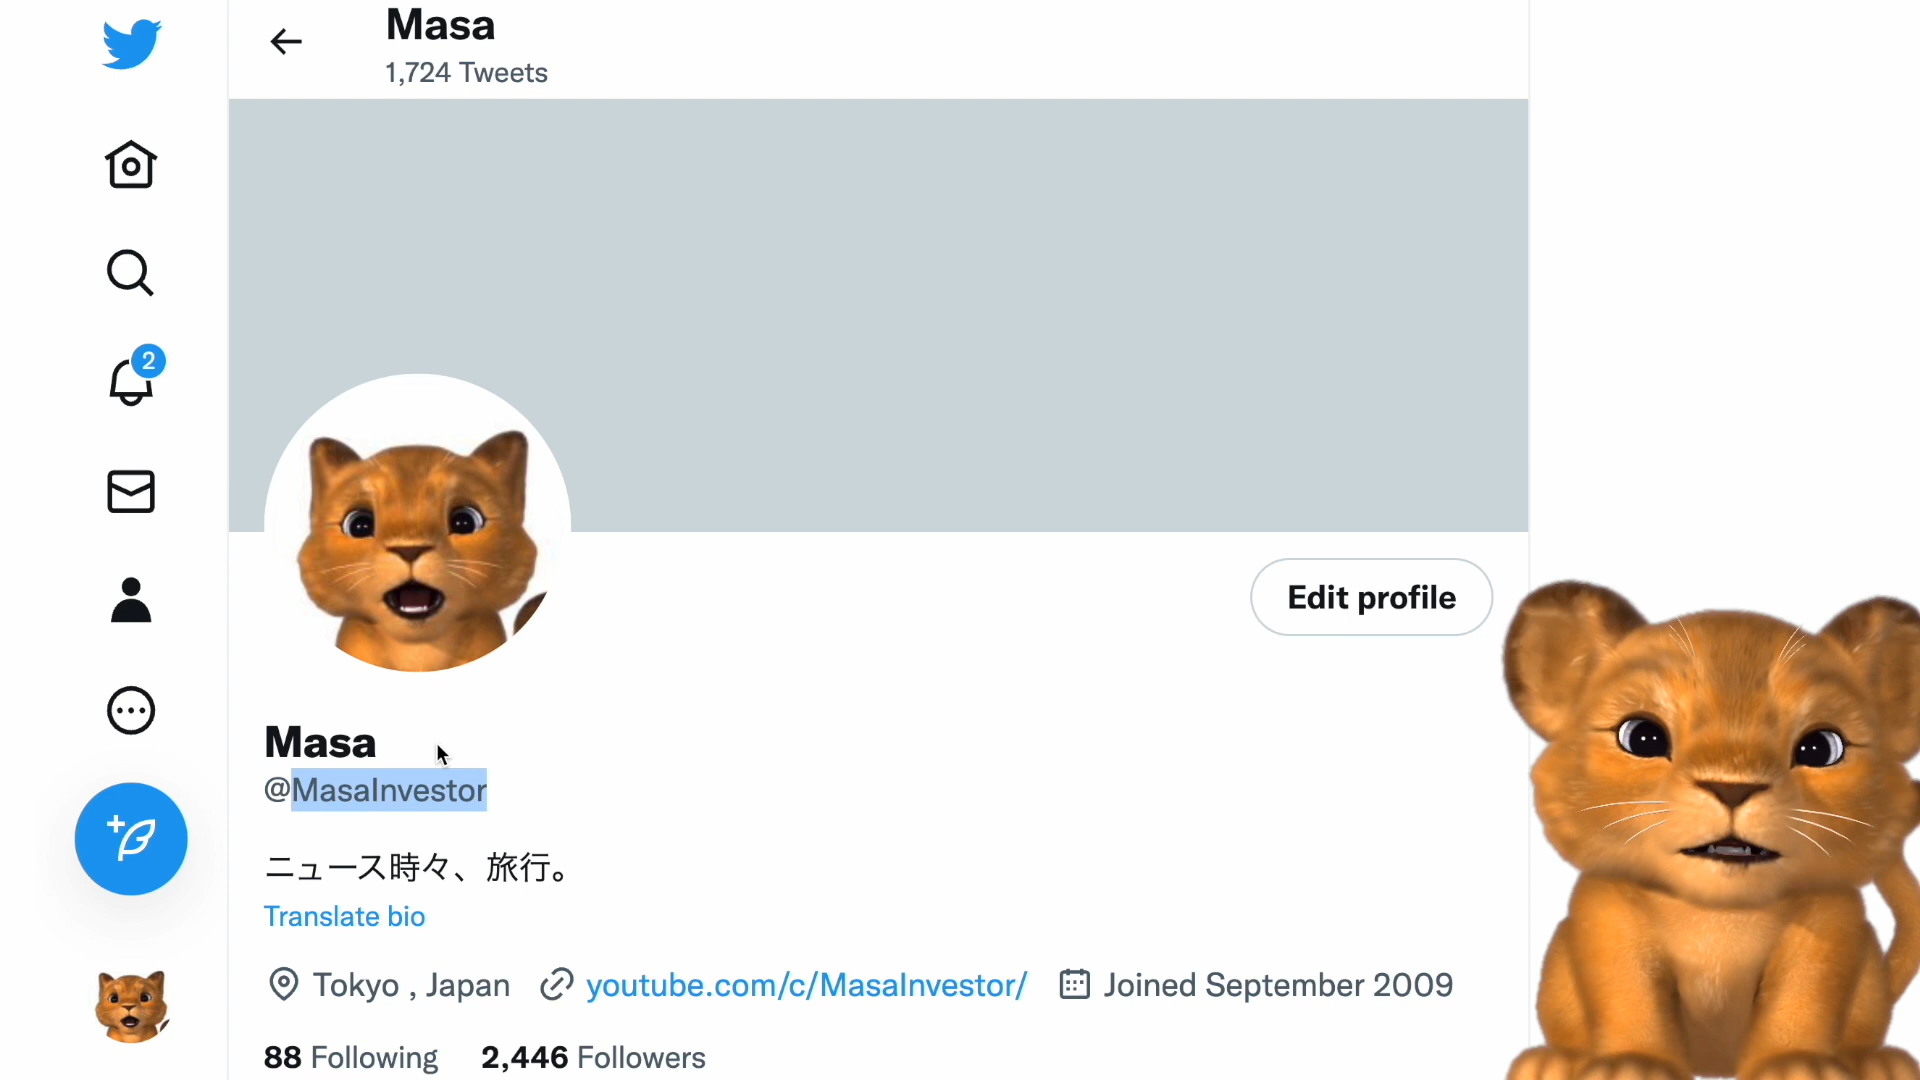 Masa
1,724 Tweets
2
Edit profile
Masa
@MasaInvestor
ニュース時々、旅行。
Translate bio
Tokyo , Japan youtube.com/c/MasaInvestor/ Joined September 2009
88 Following 2,446 Followers